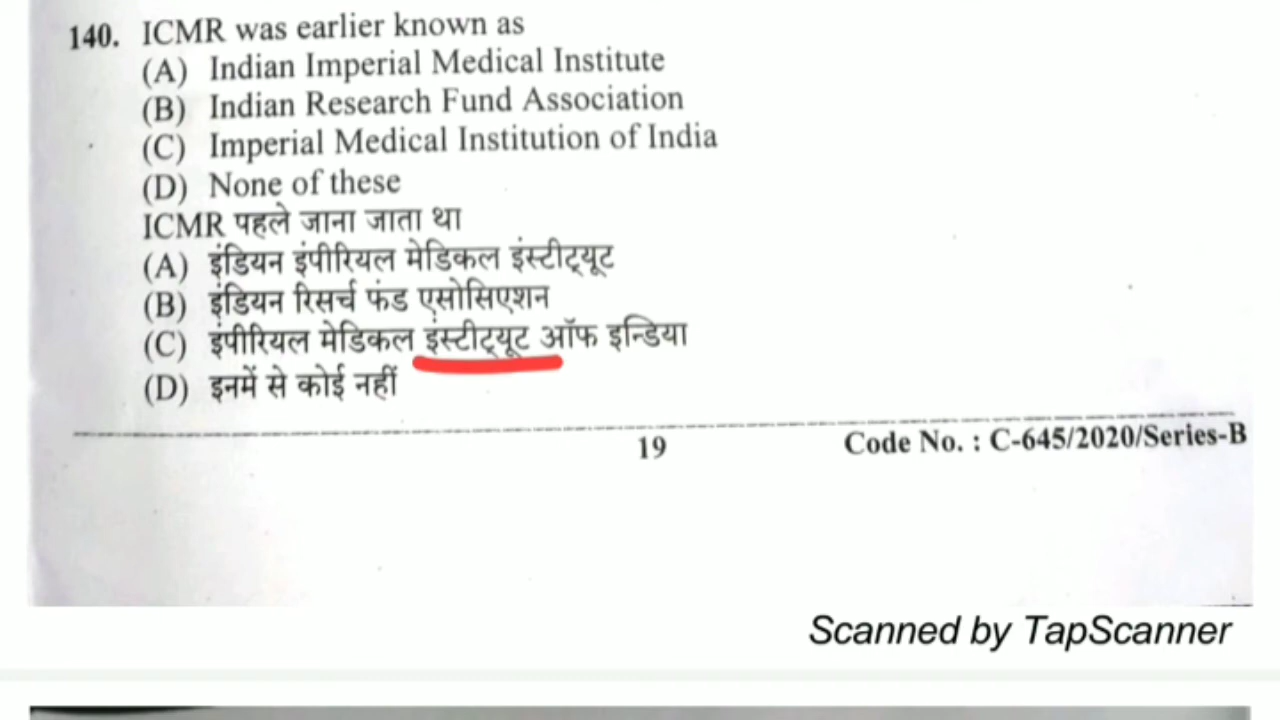 140. ICMR was earlier known as
(A) Indian Imperial Medical Institute
(B) Indian Research Fund Association
(C) Imperial Medical Institution of India
(D) None of these
ICMR पहले जाना जाता था
(A) इंडियन इंपीरियल मेडिकल इंस्टीट्यूट
(B) इंडियन रिसर्च फंड एसोसिएशन
(C) इंपीरियल मेडिकल इंस्टीट्यूट ऑफ इन्डिया
(D) इनमें से कोई नहीं
19 Code No. : C-645/2020/Series-B
Scanned by TapScanner